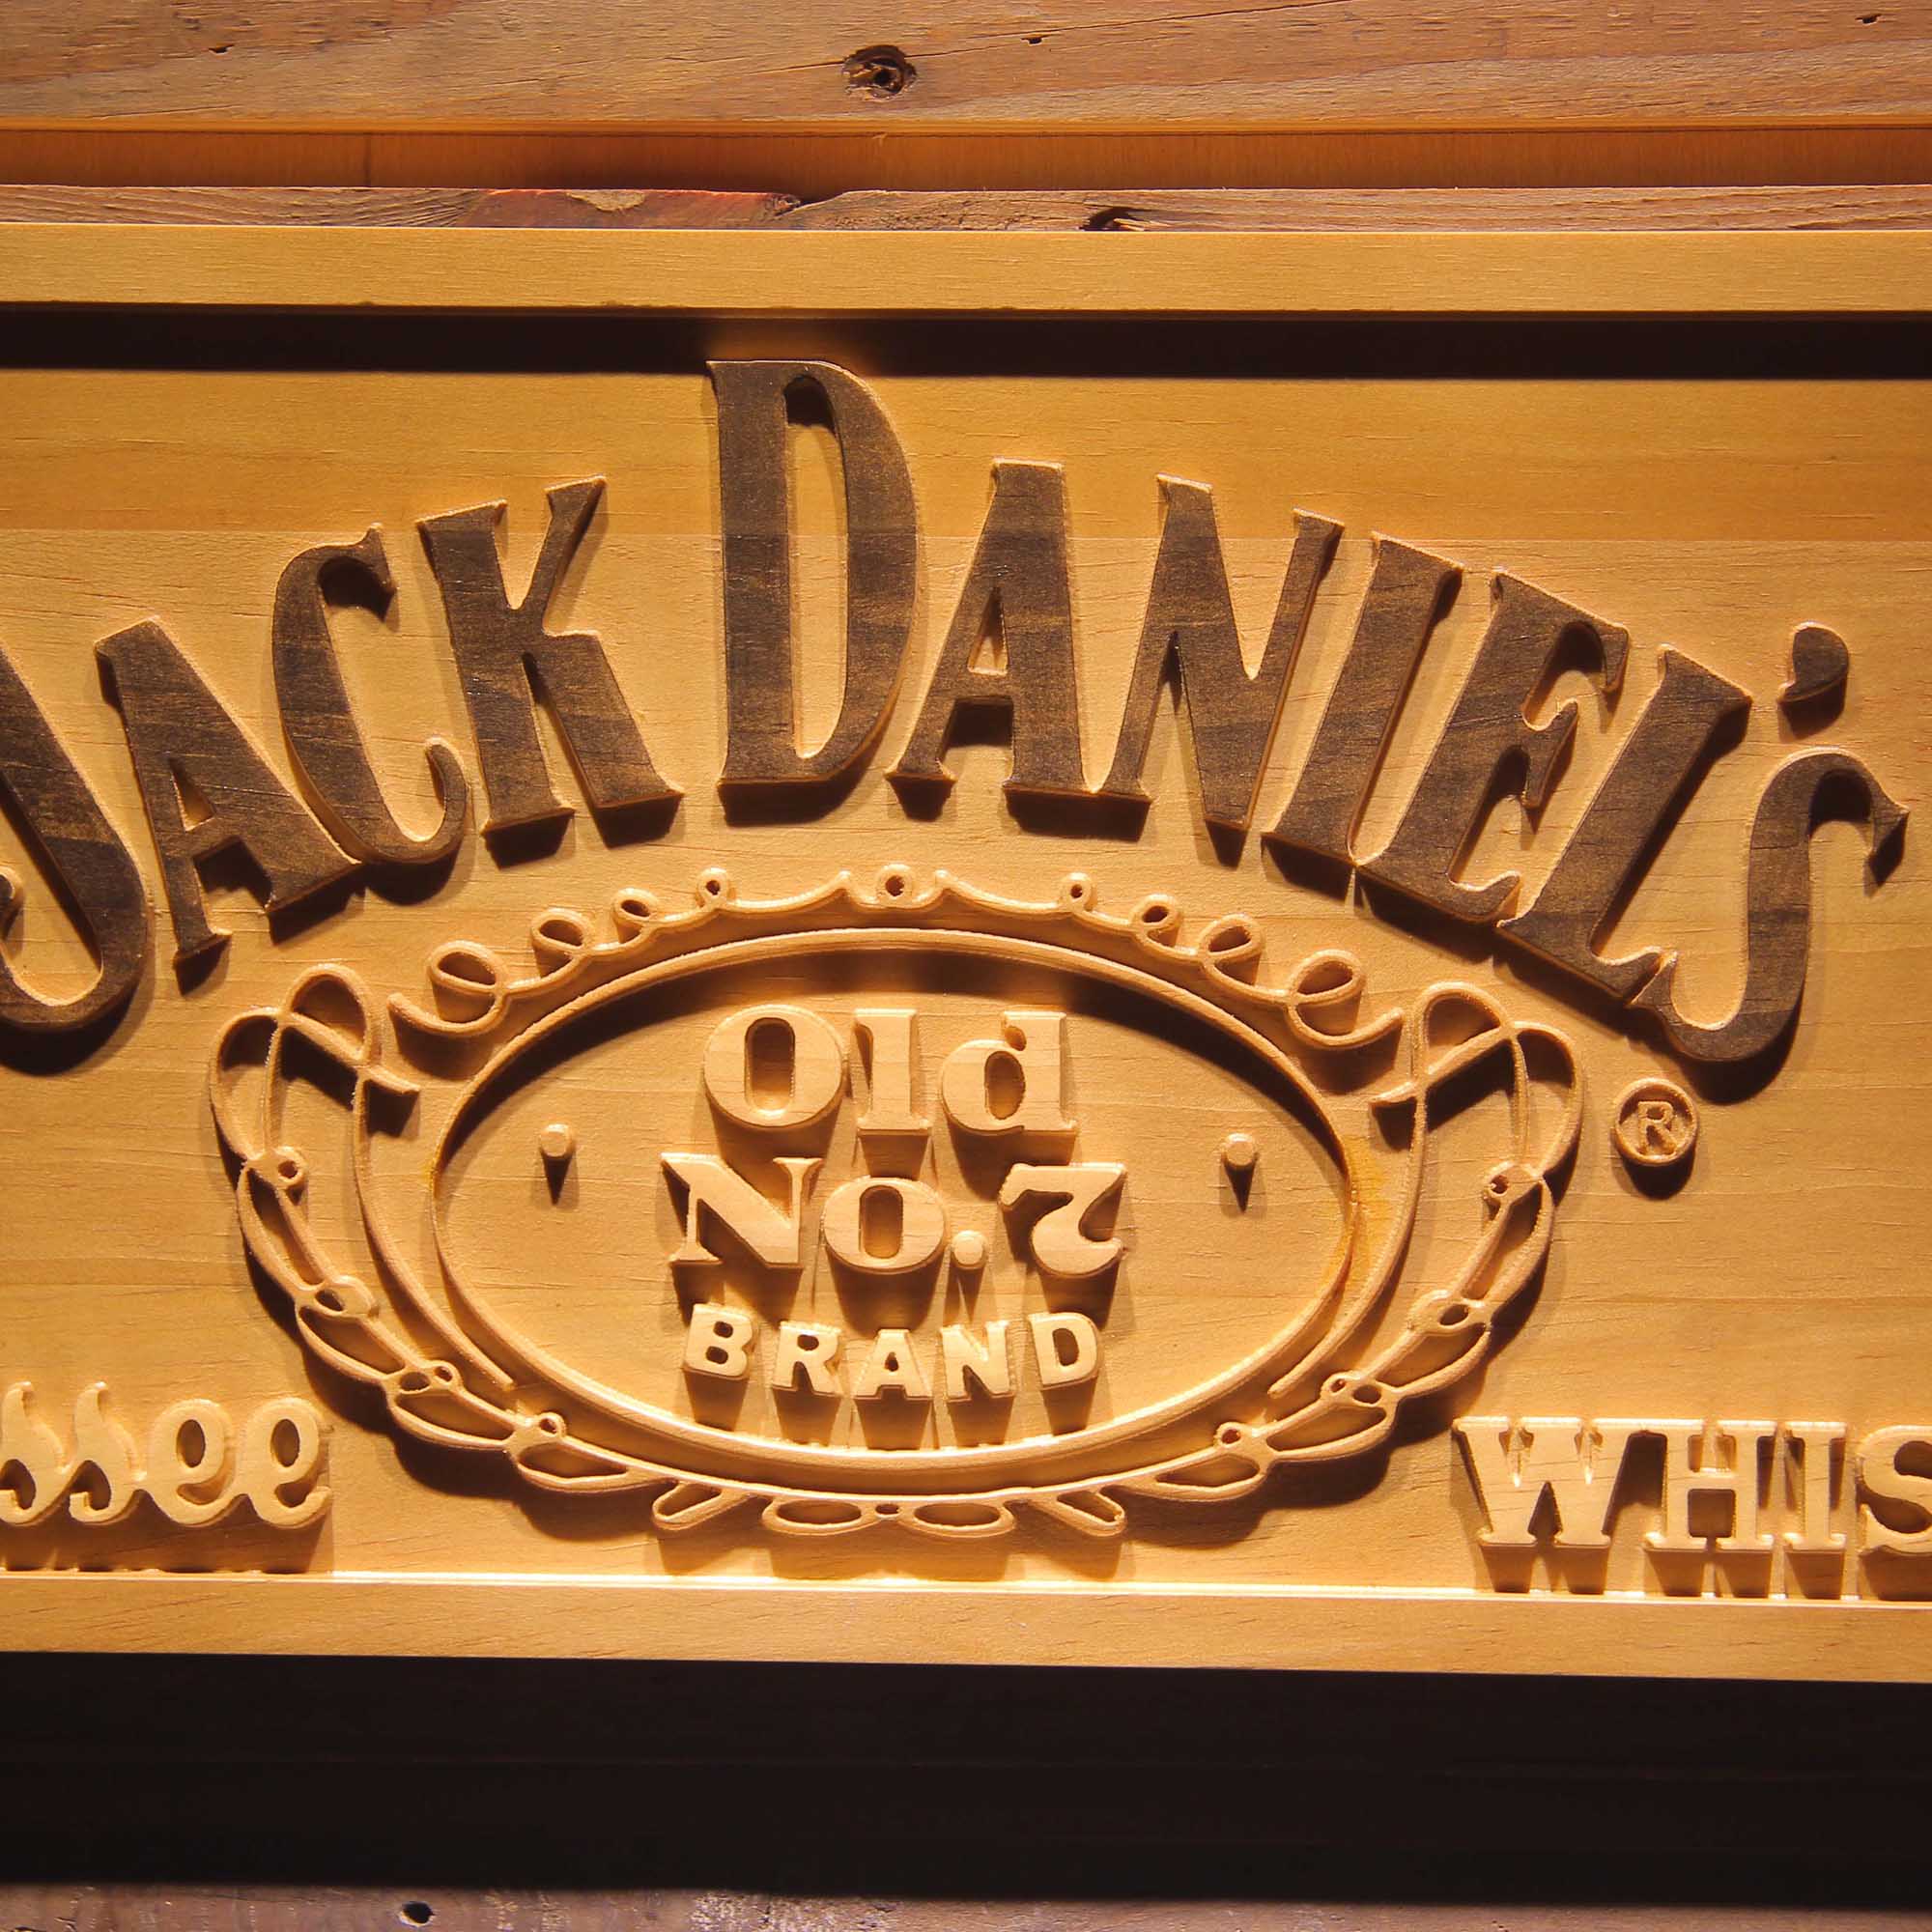 JACK DANIEL'S
®
Old
No.7
BRAND
ssee WHIS